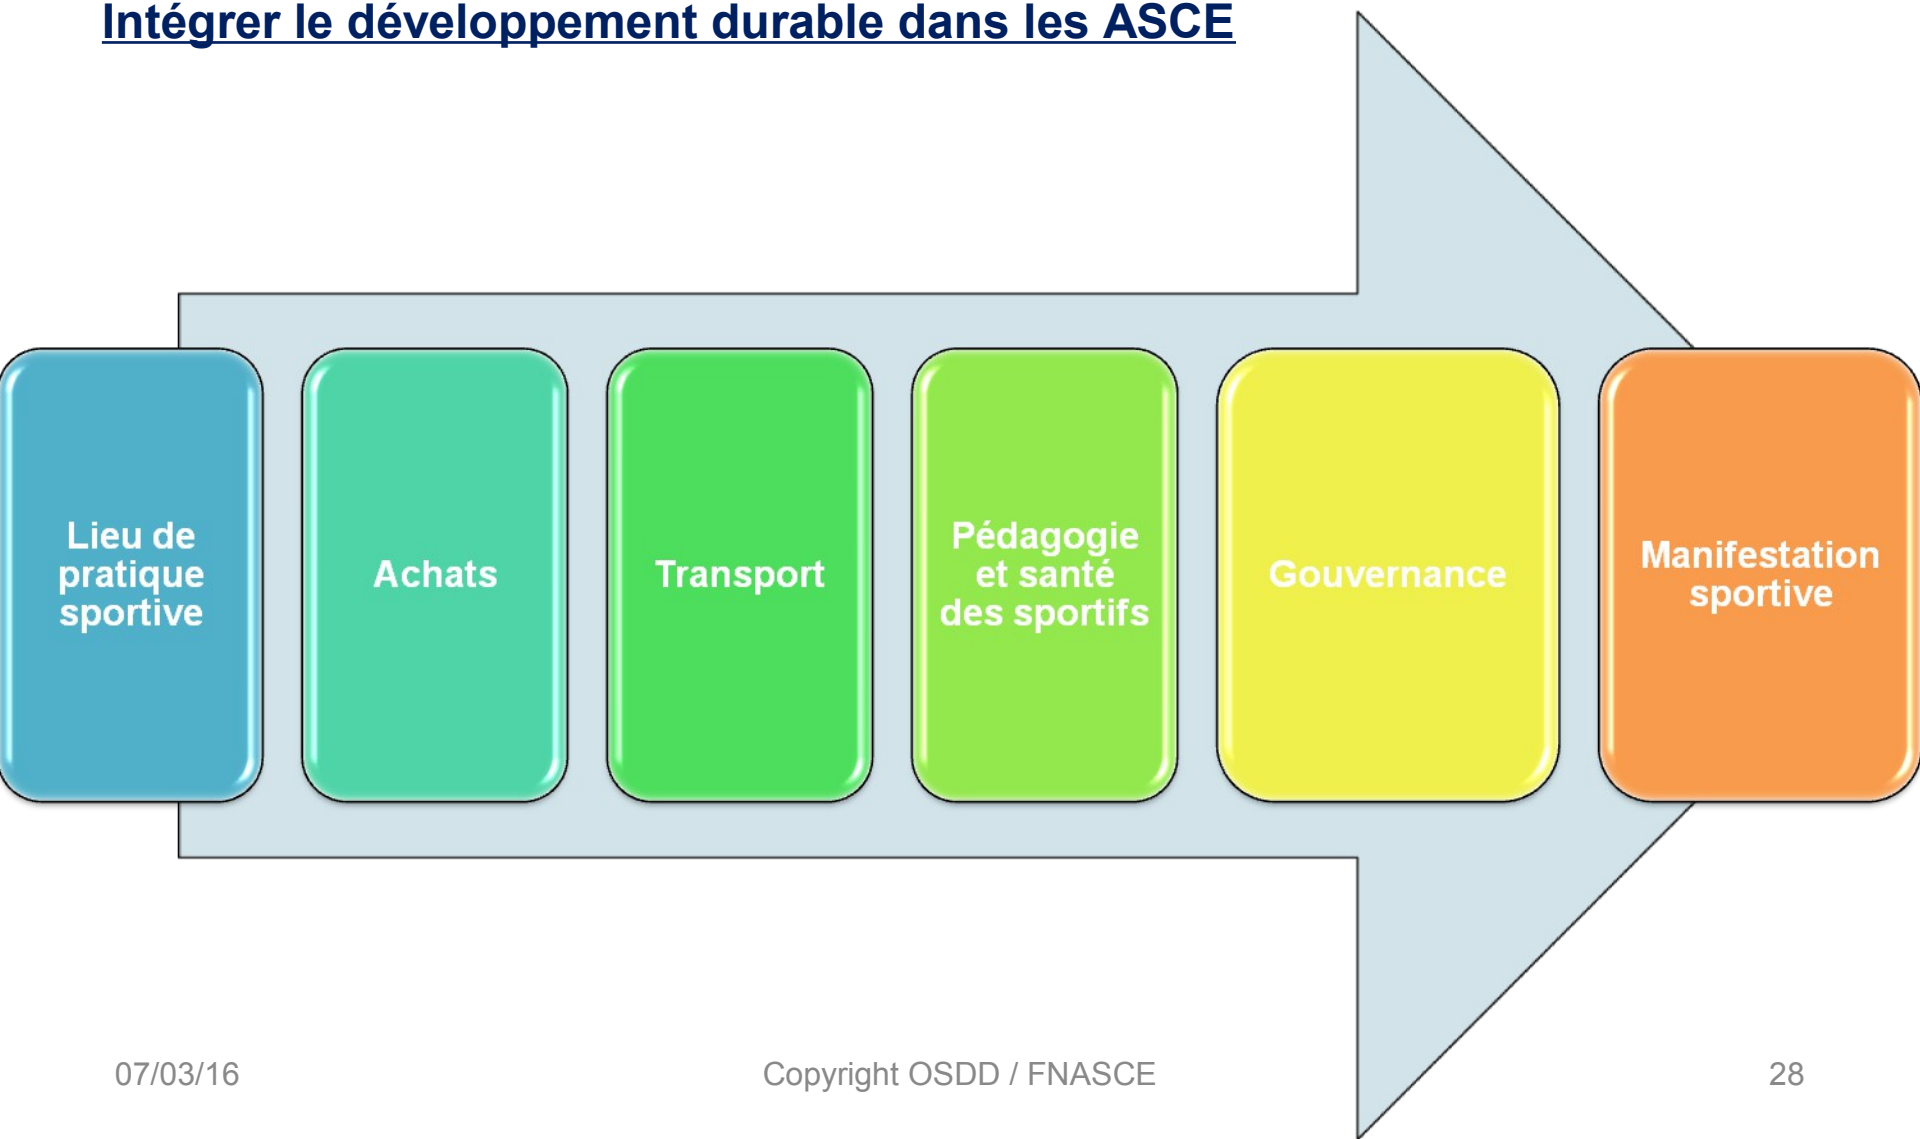 Intégrer le développement durable dans les ASCE
Lieu de
pratique
sportive
Achats
Transport
Pédagogie
et santé
des sportifs
Gouvernance
Manifestation
sportive
07/03/16
Copyright OSDD / FNASCE
28